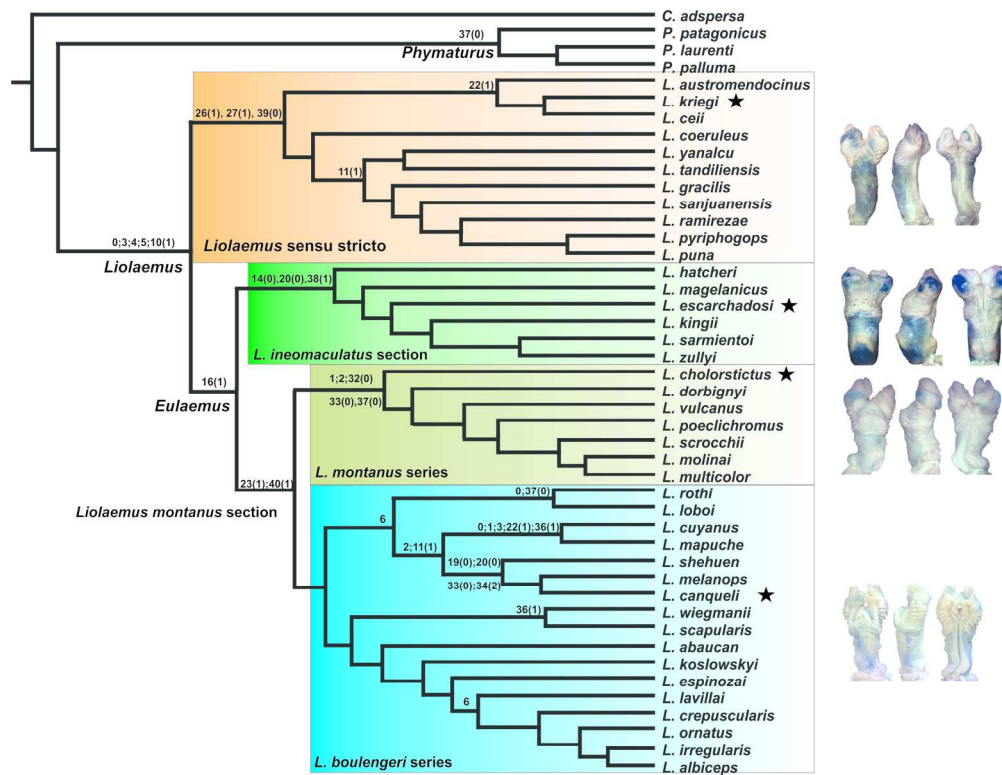 C. adspersa
37(0)
P. patagonicus
Phymaturus
P. laurenti
P. palluma
22(1)
L. austromendocinus
L. kriegi ★
26(1), 27(1), 39(0)
L. ceii
L. coeruleus
L. yanalcu
11(1)
L. tandiliensis
L. gracilis
L. sanjuanensis
L. ramirezae
0;3;4;5;10(1)
Liolaemus sensu stricto
L. pyriphogops
Liolaemus
L. puna
14(0),20(0),38(1)
L. hatcheri
L. magelanicus
L. escarchadosi ★
L. kingii
L. sarmientoi
L. ineomaculatus section
L. zullyi
16(1)
1;2;32(0)
L. cholorstictus ★
33(0),37(0)
L. dorbignyi
Eulaemus
L. vulcanus
L. poeclichromus
L. scrocchii
L. molinai
L. montanus series
L. multicolor
23(1);40(1)
0;37(0)
L. rothi
Liolaemus montanus section
6
L. loboi
0;1;3;22(1);36(1)
L. cuyanus
2;11(1)
L. mapuche
19(0);20(0)
L. shehuen
33(0);34(2)
L. melanops
L. canqueli ★
36(1)
L. wiegmanii
L. scapularis
L. abaucan
L. koslowskyi
L. espinozai
6
L. lavillai
L. crepuscularis
L. ornatus
L. irregularis
L. boulengeri series
L. albiceps